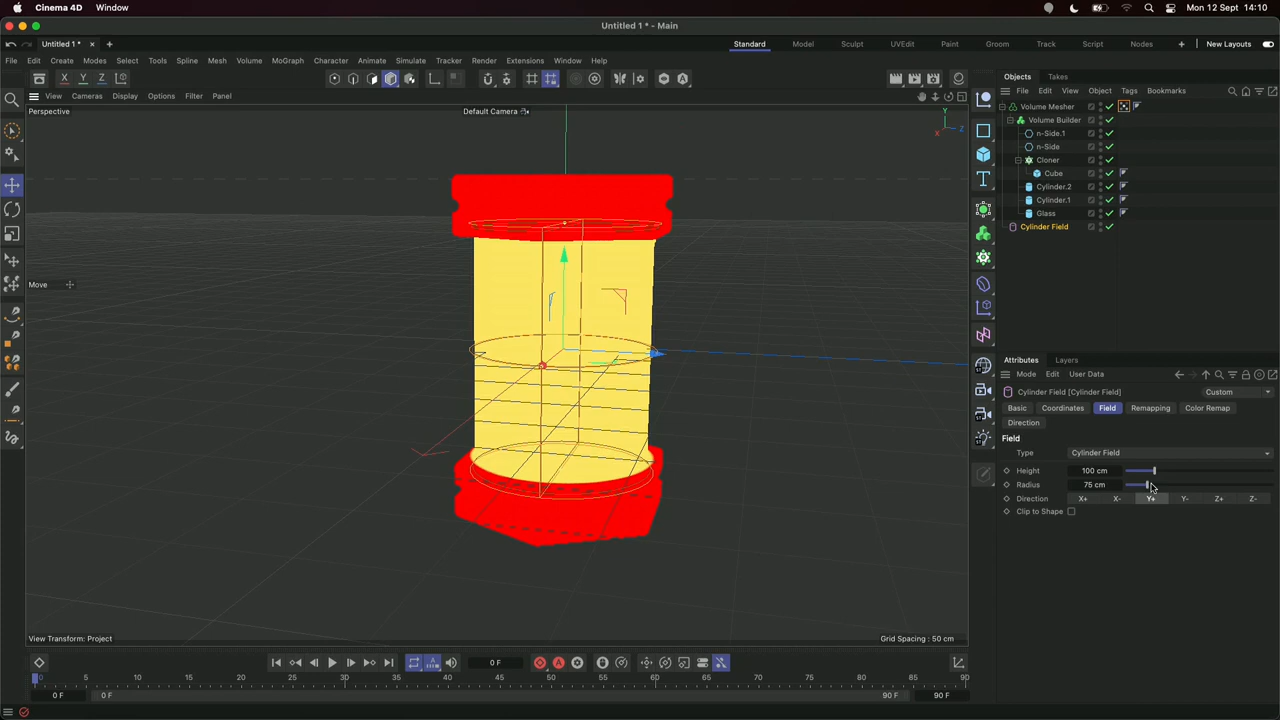 Cinema 4D Window Mon 12 Sept 14:10
Untitled 1 * - Main
Untitled 1 * Standard Model Sculpt UVEdit Paint Groom Track Script Nodes New Layouts
File Edit Create Modes Select Tools Spline Mesh Volume MoGraph Character Animate Simulate Tracker Render Extensions Window Help
Objects Takes
X Y Z
File Edit View Object Tags Bookmarks
View Cameras Display Options Filter Panel
Perspective
Default Camera
Y
X Z
Volume Mesher
Volume Builder
n-Side.1
n-Side
Cloner
Cube
Cylinder.2
Cylinder.1
Glass
Cylinder Field
Move
Attributes Layers
Mode Edit User Data
Cylinder Field [Cylinder Field] Custom
Basic Coordinates Field Remapping Color Remap
Direction
Field
Type Cylinder Field
Height 100 cm
Radius 75 cm
Direction X+ X- Y+ Y- Z+ Z-
Clip to Shape
View Transform: Project
Grid Spacing : 50 cm
0 F
0 5 10 15 20 25 30 35 40 45 50 55 60 65 70 75 80 85 90
0 F 0 F 90 F 90 F